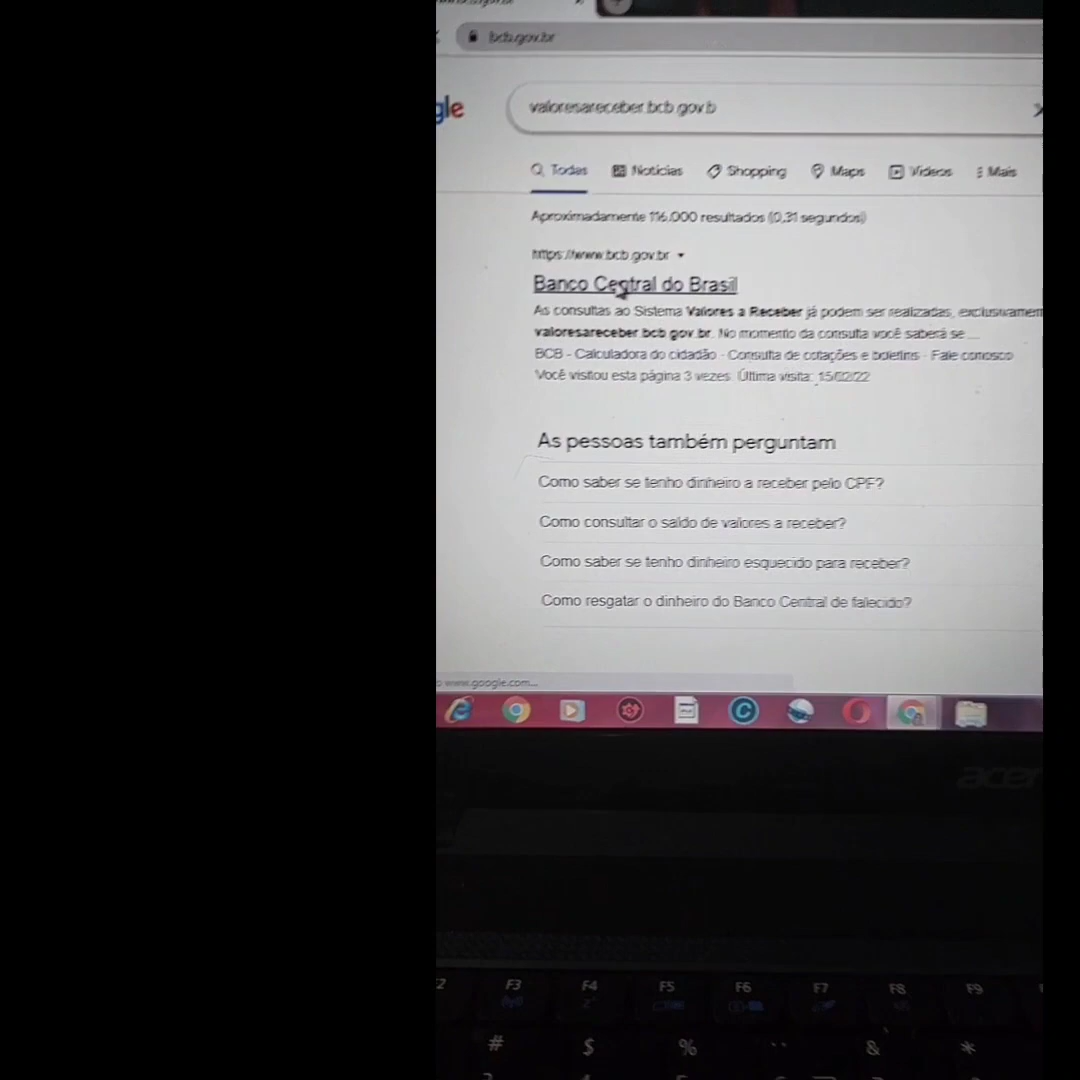 bcb.gov.br
gle
valoresareceber.bcb.gov.b
Todas Notícias Shopping Maps Vídeos Mais
Aproximadamente 116.000 resultados (0,31 segundos)
https://www.bcb.gov.br
Banco Central do Brasil
As consultas ao Sistema Valores a Receber já podem ser realizadas, exclusivamen
valoresareceber.bcb.gov.br. No momento da consulta você saberá se ...
BCB - Calculadora do cidadão - Consulta de cotações e boletins - Fale conosco
Você visitou esta página 3 vezes. Última visita: 15/02/22
As pessoas também perguntam
Como saber se tenho dinheiro a receber pelo CPF?
Como consultar o saldo de valores a receber?
Como saber se tenho dinheiro esquecido para receber?
Como resgatar o dinheiro do Banco Central de falecido?
www.google.com...
acer
2 F3 F4 F5 F6 F7 F8 F9
# $ % & *